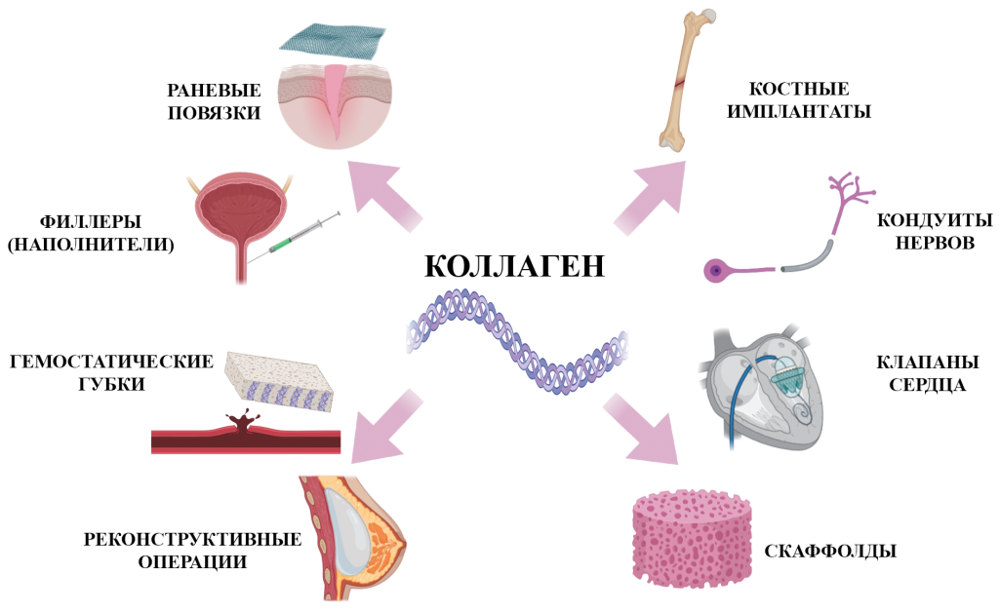 РАНЕВЫЕ
ПОВЯЗКИ
КОСТНЫЕ
ИМПЛАНТАТЫ
ФИЛЛЕРЫ
(НАПОЛНИТЕЛИ)
КОНДУИТЫ
НЕРВОВ
КОЛЛАГЕН
ГЕМОСТАТИЧЕСКИЕ
ГУБКИ
КЛАПАНЫ
СЕРДЦА
РЕКОНСТРУКТИВНЫЕ
ОПЕРАЦИИ
СКАФФОЛДЫ